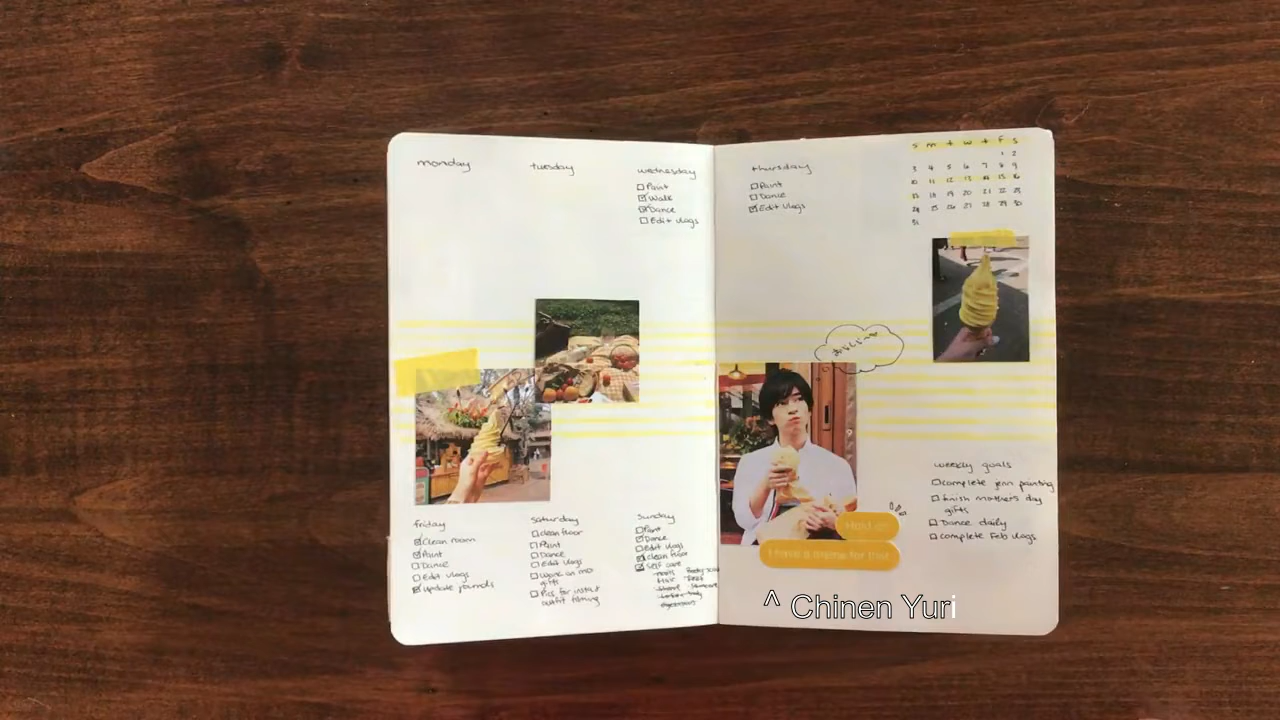 monday
tuesday
wednesday
Paint
Walk
Dance
Edit vlogs
thursday
Paint
Dance
Edit vlogs
s m t w t f s
1 2
3 4 5 6 7 8 9
10 11 12 13 14 15 16
17 18 19 20 21 22 23
24 25 26 27 28 29 30
31
friday
Clean room
Paint
Dance
Edit vlogs
Update journals
saturday
clean floor
Paint
Dance
Edit vlogs
Work on md
gifts
Pics for insta
outfit filming
sunday
Paint
Dance
Edit vlogs
clean floor
Self care
Hold on
I have a meme for that
weekly goals
complete jenn painting
finish mothers day
gifts
Dance daily
complete Feb vlogs
^ Chinen Yuri